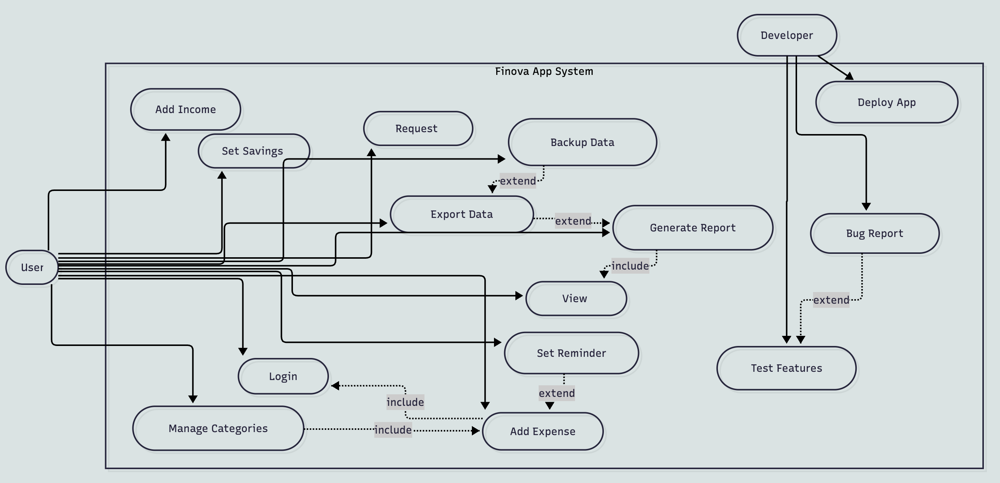 Developer
Finova App System
Deploy App
Add Income
Request
Backup Data
Set Savings
extend
Export Data
extend
Generate Report
Bug Report
User
include
View
extend
Set Reminder
Test Features
Login
extend
include
Manage Categories
include
Add Expense